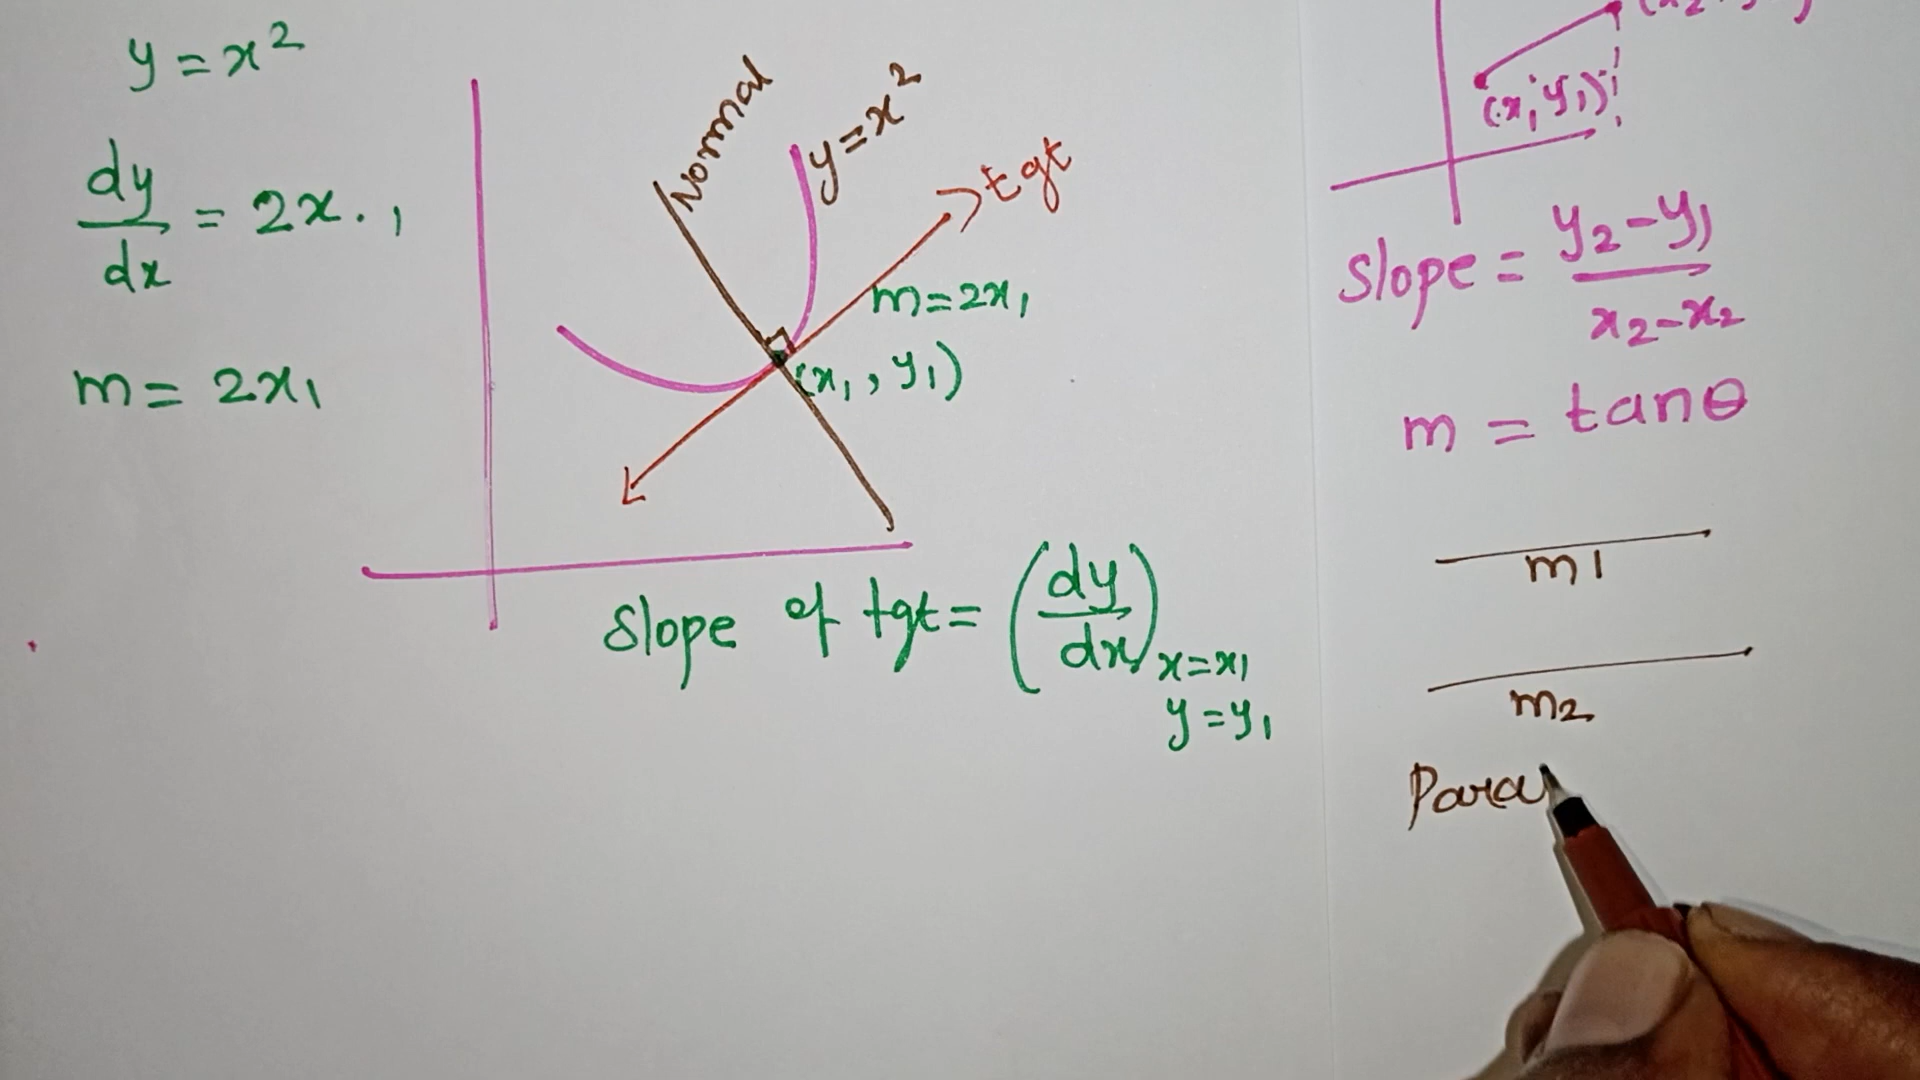 y = x²
dy/dx = 2x · 1
m = 2x₁
Normal
y = x²
tgt
m = 2x₁
(x₁, y₁)
Slope of tgt = (dy/dx) x = x₁
y = y₁
(x₁, y₁)
Slope = y₂ - y₁ / x₂ - x₂
m = tanθ
m1
m2
Para